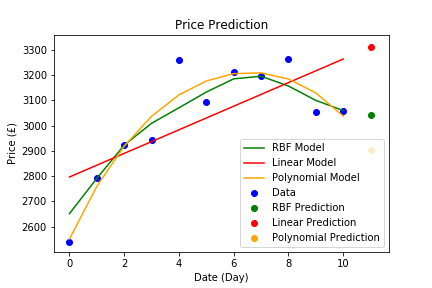 Price Prediction
Price (£)
3300
3200
3100
3000
2900
2800
2700
2600
RBF Model
Linear Model
Polynomial Model
Data
RBF Prediction
Linear Prediction
Polynomial Prediction
0 2 4 6 8 10
Date (Day)